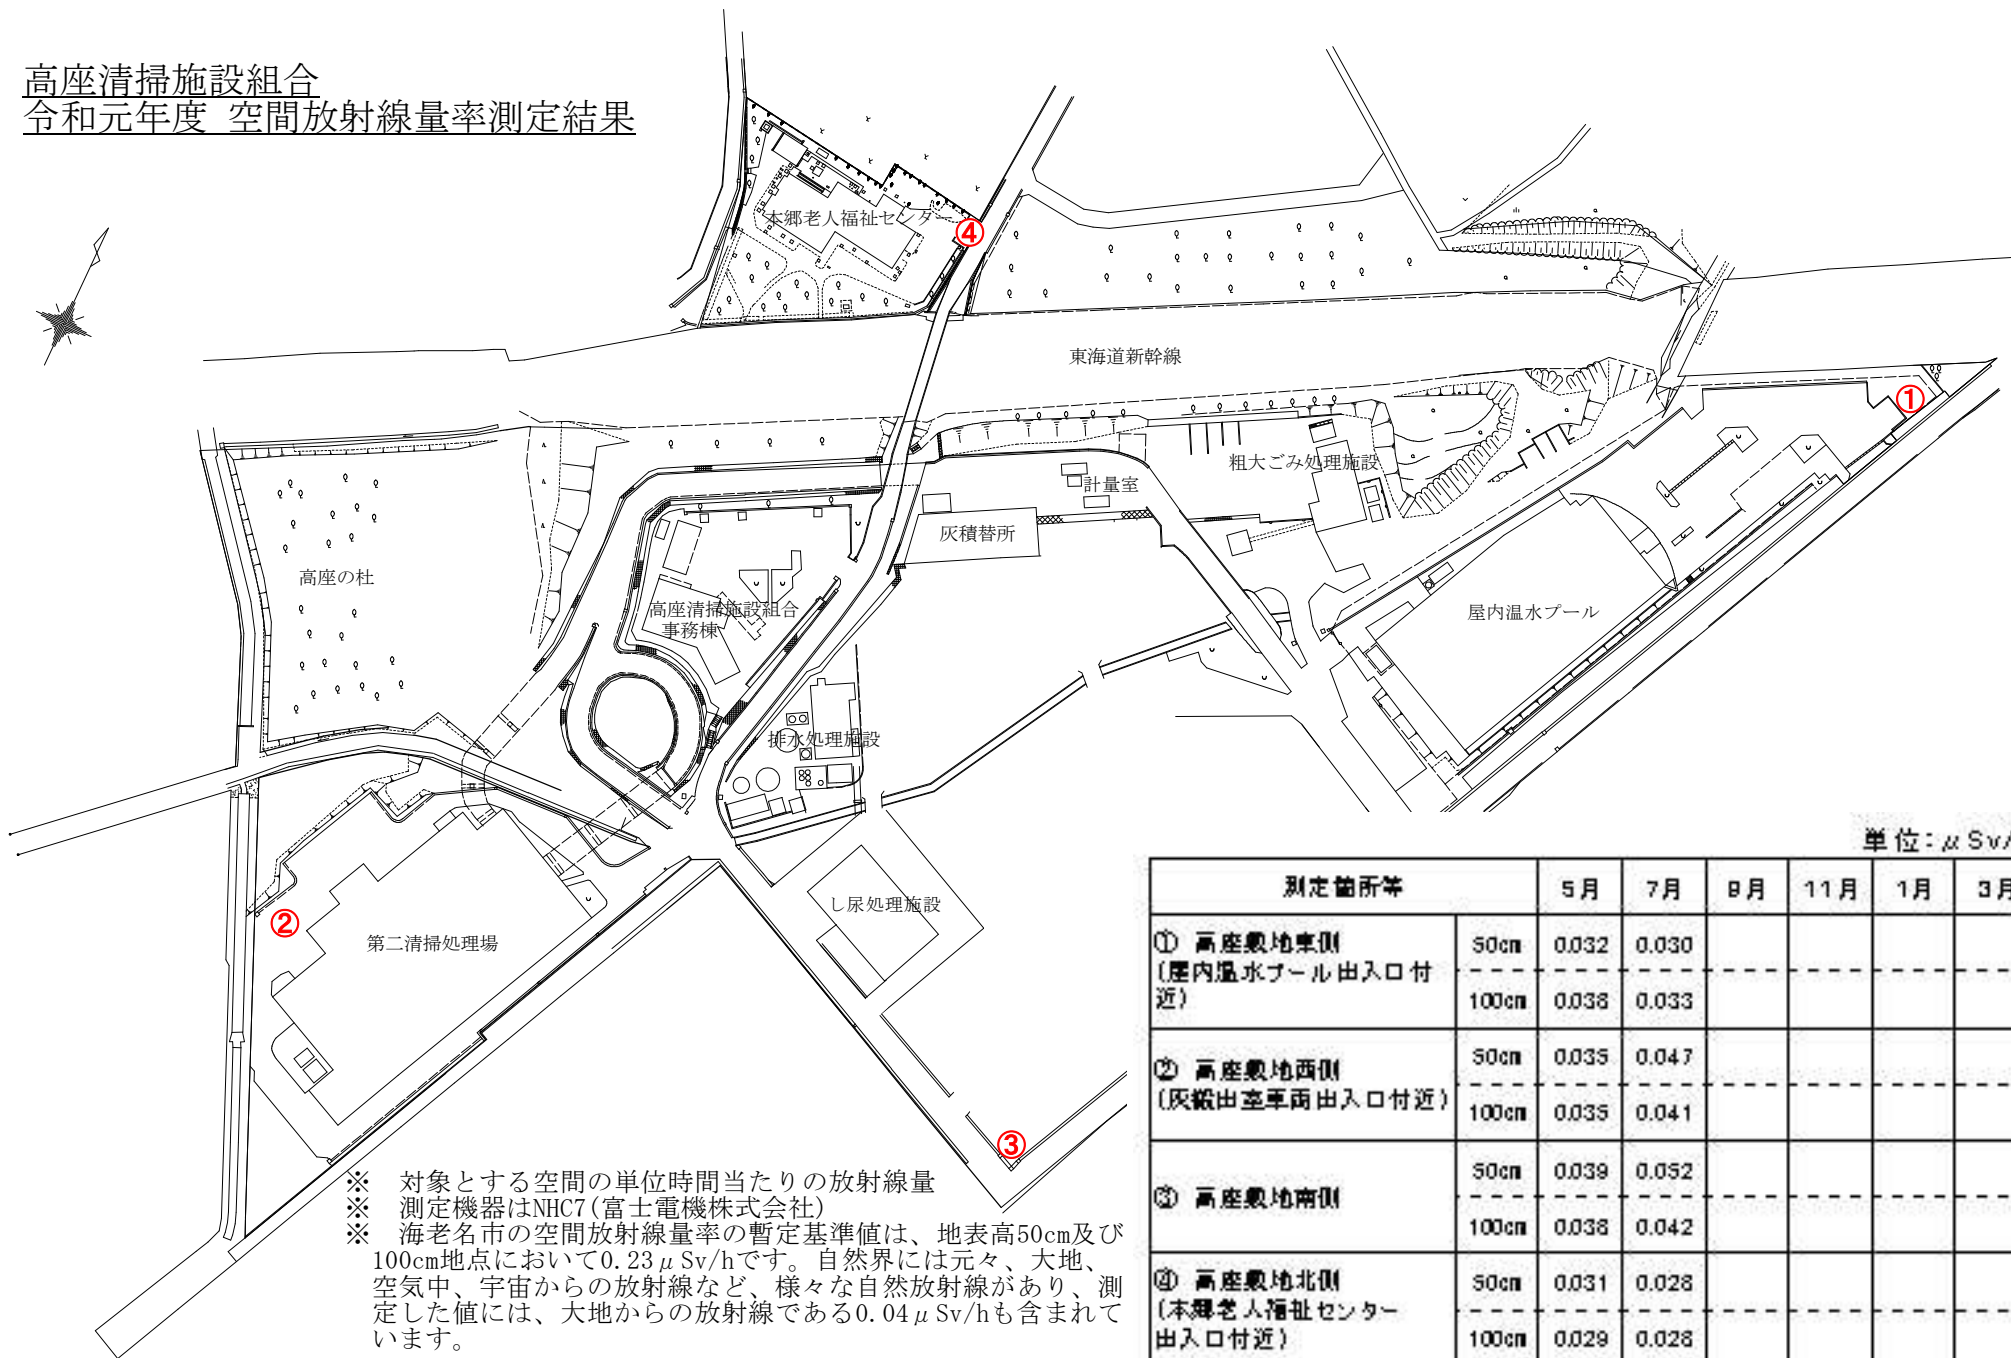 高座清掃施設組合
令和元年度 空間放射線量率測定結果
本郷老人福祉センター
④
東海道新幹線
①
粗大ごみ処理施設
計量室
灰積替所
高座の杜
高座清掃施設組合
事務棟
屋内温水プール
排水処理施設
し尿処理施設
②
第二清掃処理場
③
※ 対象とする空間の単位時間当たりの放射線量
※ 測定機器はNHC7(富士電機株式会社)
※ 海老名市の空間放射線量率の暫定基準値は、地表高50cm及び
100cm地点において0.23μSv/hです。自然界には元々、大地、
空気中、宇宙からの放射線など、様々な自然放射線があり、測
定した値には、大地からの放射線である0.04μSv/hも含まれて
います。
単位：μSv/
測定箇所等 5月 7月 9月 11月 1月 3月
① 高座敷地東側
(屋内温水プール出入口付
近)
50cm 0.032 0.030
100cm 0.038 0.033
② 高座敷地西側
(灰搬出室車両出入口付近)
50cm 0.035 0.047
100cm 0.035 0.041
③ 高座敷地南側
50cm 0.039 0.052
100cm 0.038 0.042
④ 高座敷地北側
(本郷老人福祉センター
出入口付近)
50cm 0.031 0.028
100cm 0.029 0.028